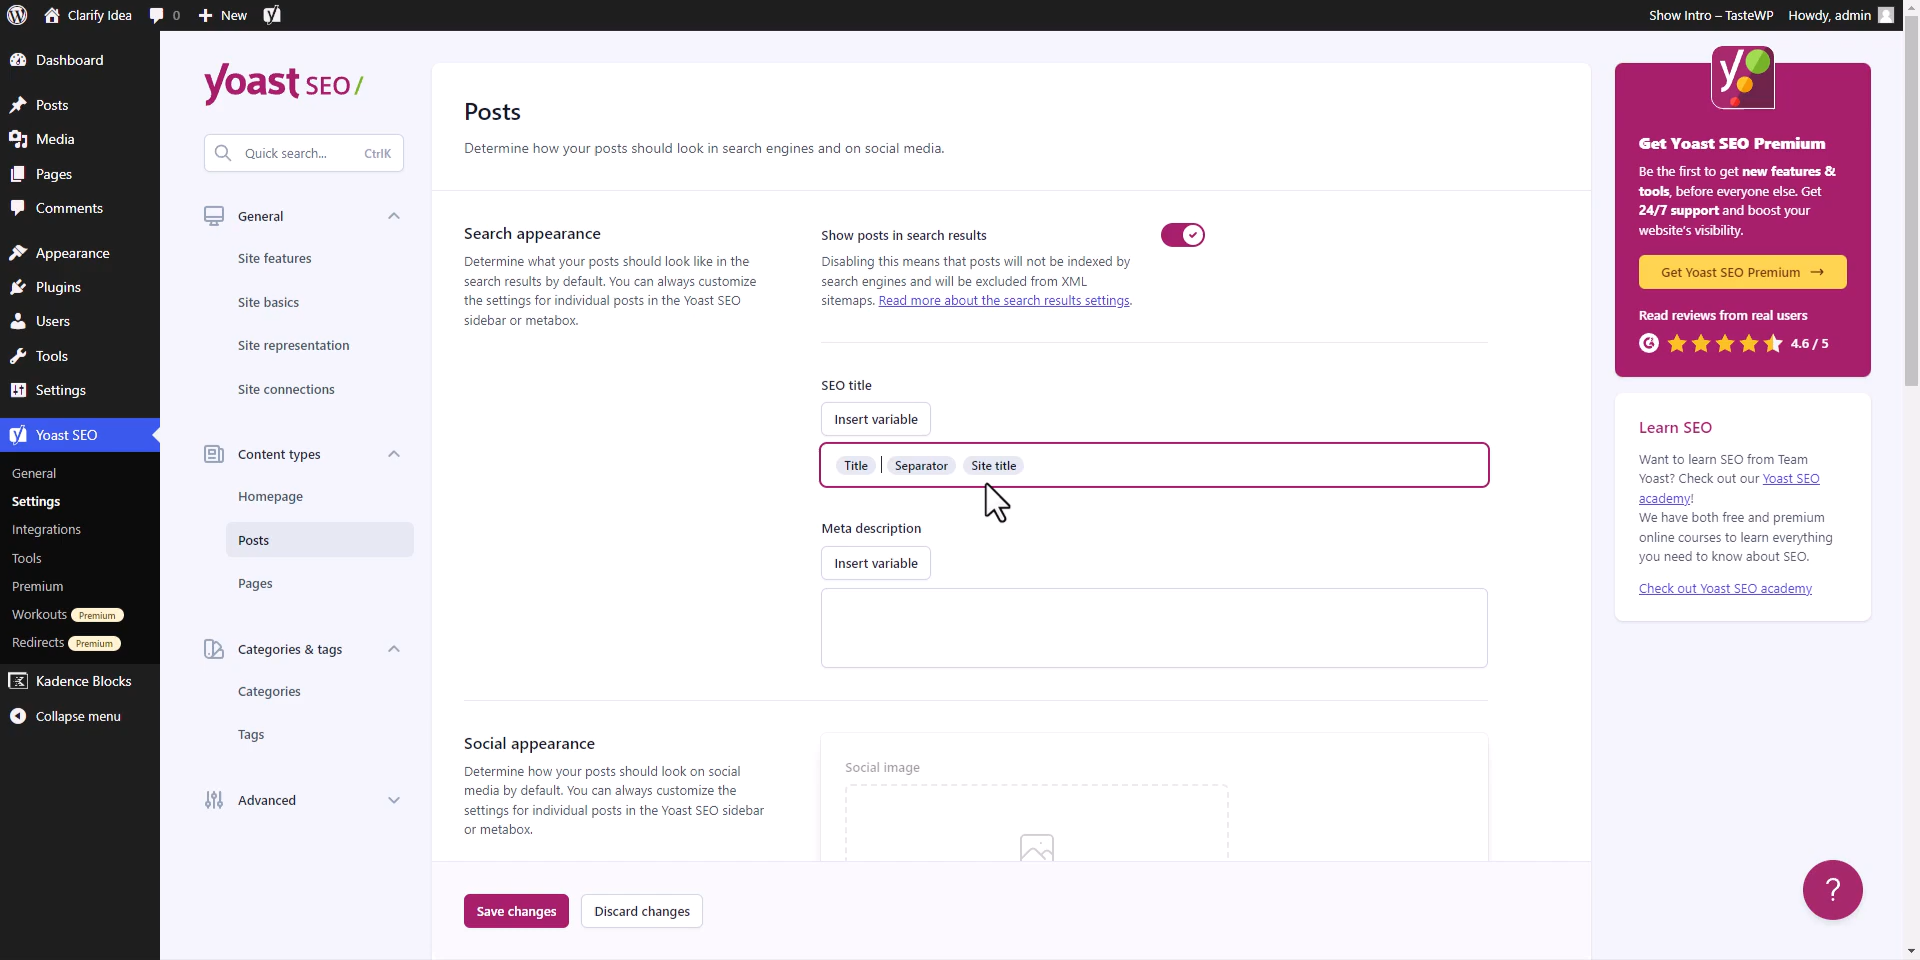 Clarify Idea
0
New
Show Intro – TasteWP
Howdy, admin
Dashboard
Posts
Media
Pages
Comments
Appearance
Plugins
Users
Tools
Settings
Yoast SEO
General
Settings
Integrations
Tools
Premium
Workouts Premium
Redirects Premium
Kadence Blocks
Collapse menu
yoast SEO/
Quick search... CtrlK
General
Site features
Site basics
Site representation
Site connections
Content types
Homepage
Posts
Pages
Categories & tags
Categories
Tags
Advanced
Posts
Determine how your posts should look in search engines and on social media.
Search appearance
Determine what your posts should look like in the
search results by default. You can always customize
the settings for individual posts in the Yoast SEO
sidebar or metabox.
Show posts in search results
Disabling this means that posts will not be indexed by
search engines and will be excluded from XML
sitemaps. Read more about the search results settings.
SEO title
Insert variable
Title Separator Site title
Meta description
Insert variable
Social appearance
Determine how your posts should look on social
media by default. You can always customize the
settings for individual posts in the Yoast SEO sidebar
or metabox.
Social image
Save changes
Discard changes
y
Get Yoast SEO Premium
Be the first to get new features &
tools, before everyone else. Get
24/7 support and boost your
website's visibility.
Get Yoast SEO Premium →
Read reviews from real users
4.6 / 5
Learn SEO
Want to learn SEO from Team
Yoast? Check out our Yoast SEO
academy!
We have both free and premium
online courses to learn everything
you need to know about SEO.
Check out Yoast SEO academy
?